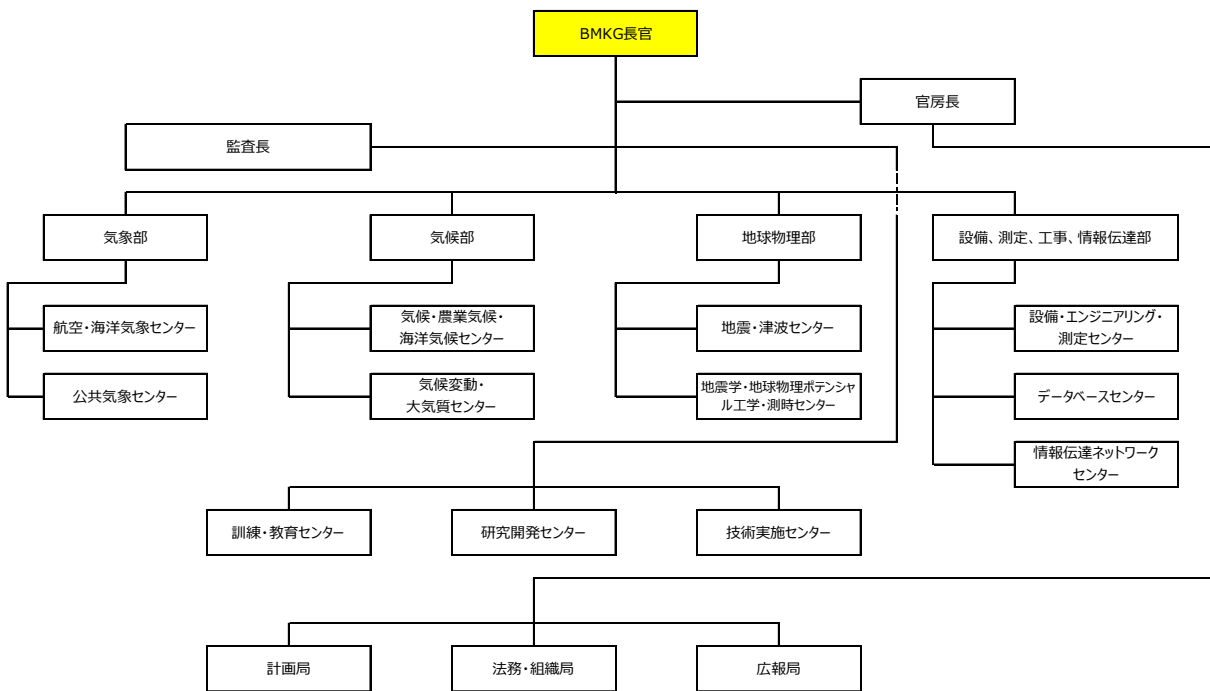 BMKG長官
官房長
監査長
気象部
気候部
地球物理部
設備、測定、工事、情報伝達部
航空・海洋気象センター
気候・農業気候・
海洋気候センター
地震・津波センター
設備・エンジニアリング・
測定センター
公共気象センター
気候変動・
大気質センター
地震学・地球物理ポテンシャ
ル工学・測時センター
データベースセンター
情報伝達ネットワーク
センター
訓練・教育センター
研究開発センター
技術実施センター
計画局
法務・組織局
広報局